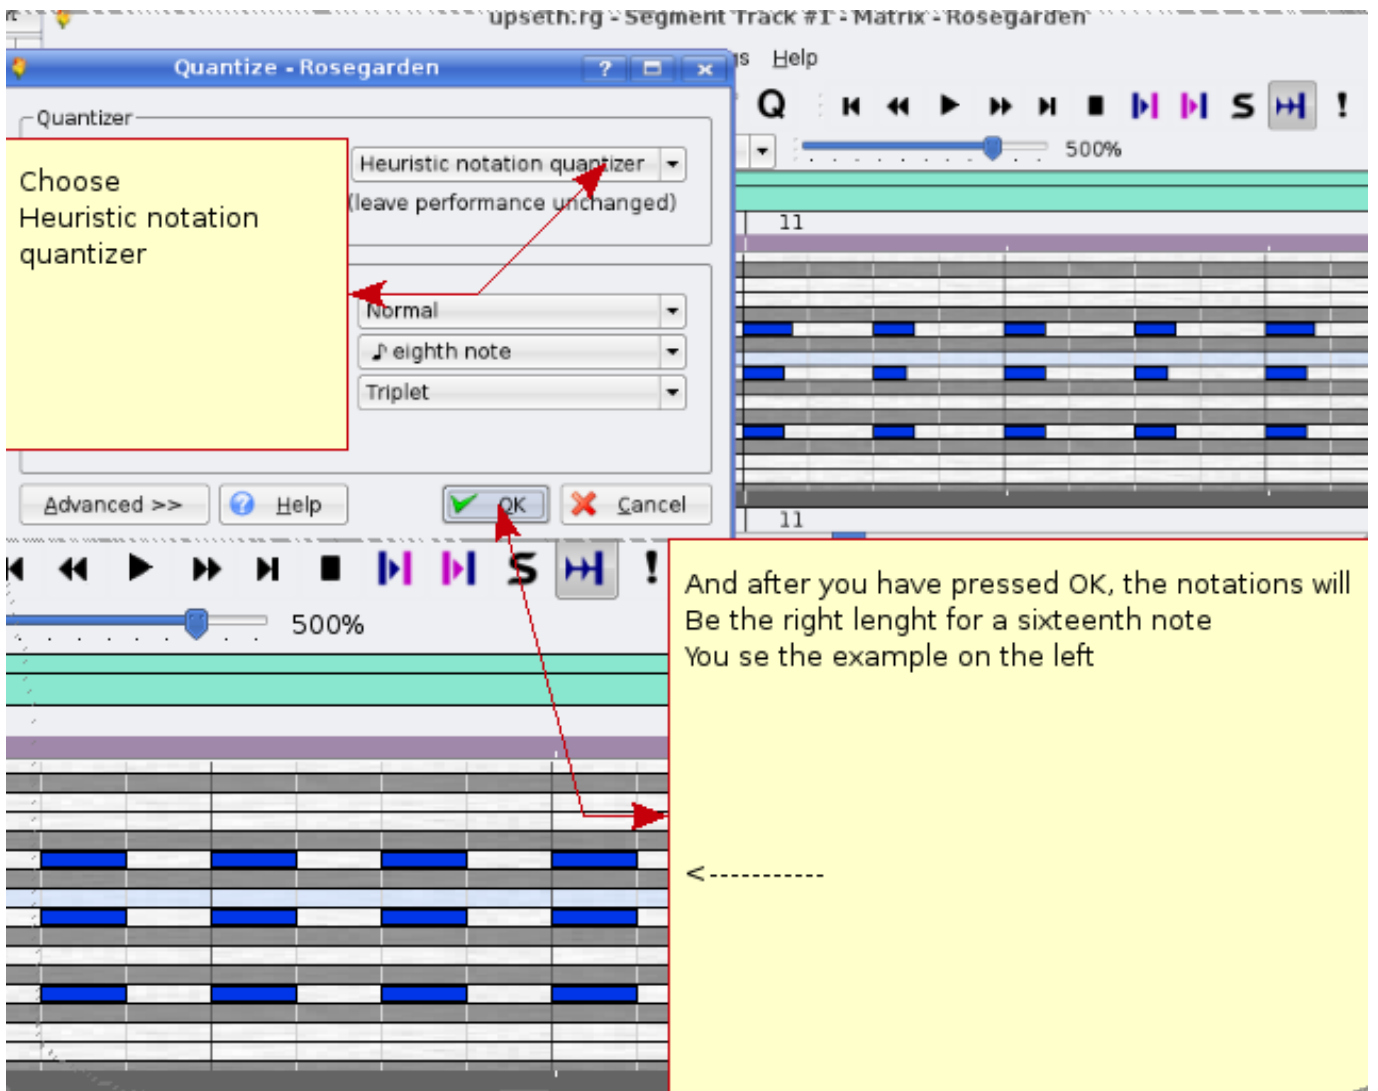 upseth.rg - Segment Track #1 - Matrix - Rosegarden
Quantize - Rosegarden
?
Help
Q
S
!
Quantizer
Heuristic notation quantizer
500%
Choose
Heuristic notation
quantizer
(leave performance unchanged)
11
Normal
eighth note
Triplet
Advanced >>
Help
OK
Cancel
11
S
!
500%
And after you have pressed OK, the notations will
Be the right lenght for a sixteenth note
You se the example on the left
<-----------